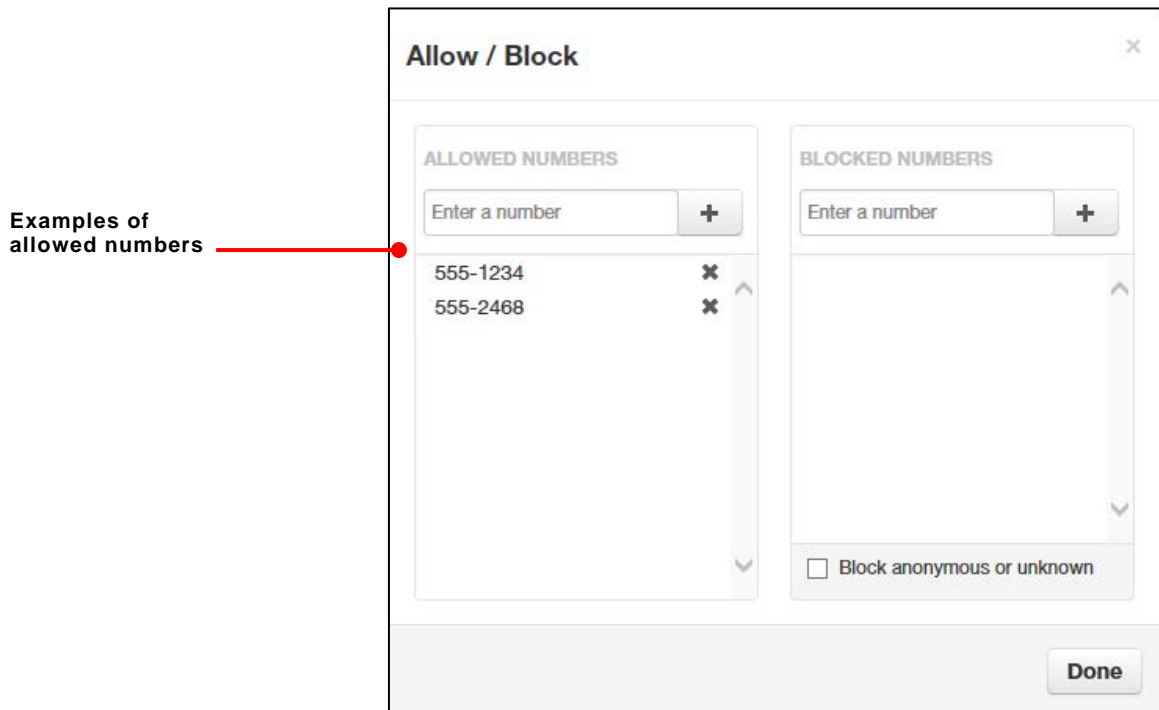 Allow / Block
×
ALLOWED NUMBERS
Enter a number
+
555-1234
555-2468
BLOCKED NUMBERS
Enter a number
+
Block anonymous or unknown
Done
Examples of
allowed numbers